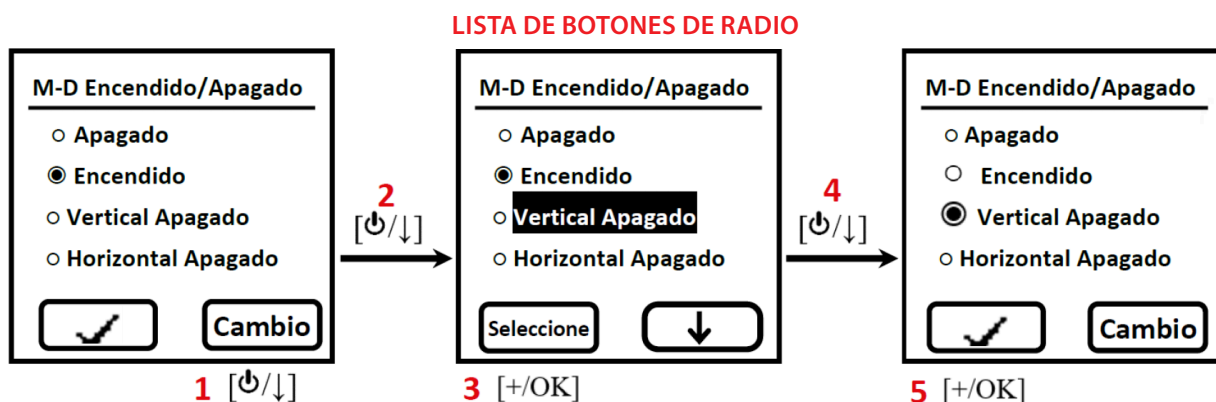 LISTA DE BOTONES DE RADIO
M-D Encendido/Apagado
Apagado
Encendido
Vertical Apagado
Horizontal Apagado
Cambio
1 [⏻/↓]
2
[⏻/↓]
M-D Encendido/Apagado
Apagado
Encendido
Vertical Apagado
Horizontal Apagado
Seleccione ↓
3 [+/OK]
4
[⏻/↓]
M-D Encendido/Apagado
Apagado
Encendido
Vertical Apagado
Horizontal Apagado
Cambio
5 [+/OK]